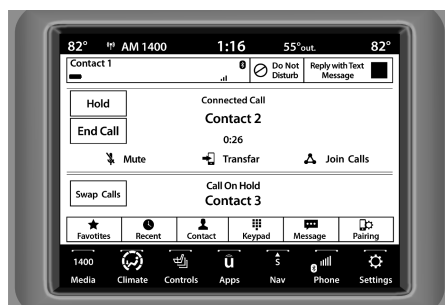 82° AM 1400 1:16 55°out. 82°
Contact 1
Do Not
Disturb
Reply with Text
Message
Hold
End Call
Connected Call
Contact 2
0:26
Mute Transfar Join Calls
Swap Calls
Call On Hold
Contact 3
Favotites Recent Contact Keypad Message Pairing
1400 ū S
Media Climate Controls Apps Nav Phone Settings